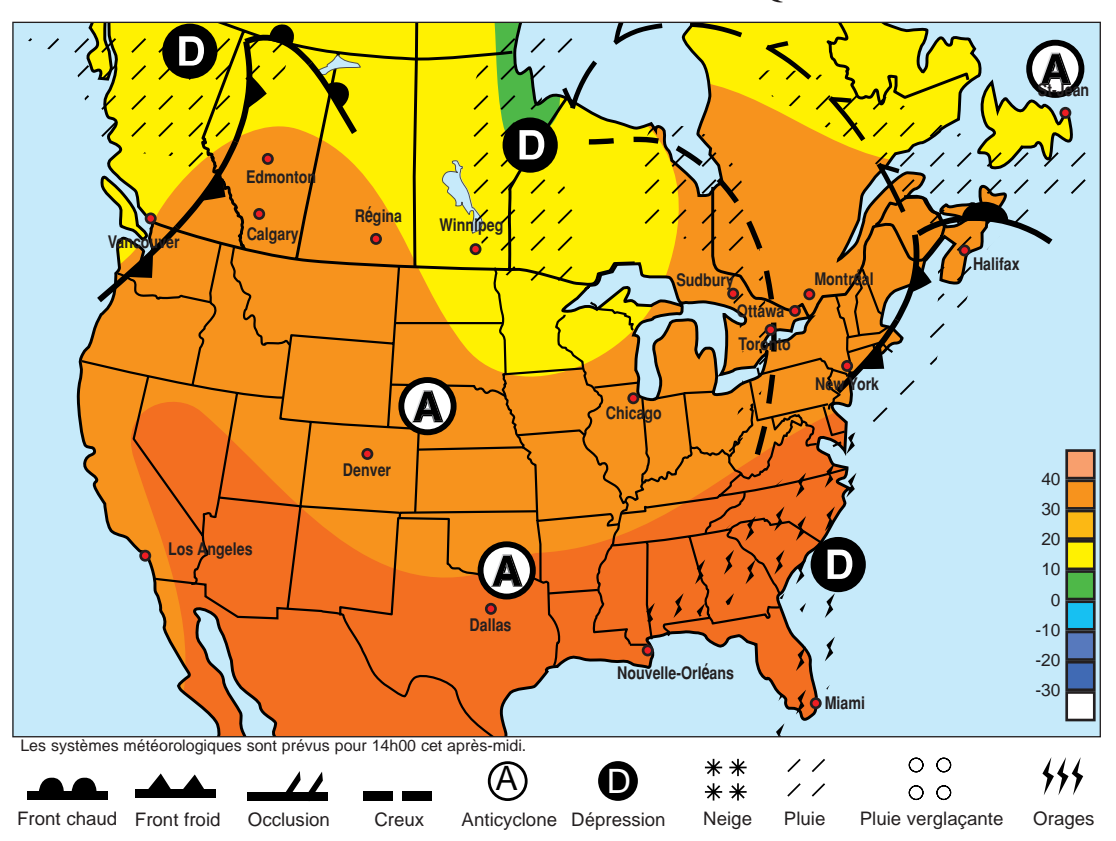 D
A
St-Jean
D
Edmonton
Calgary
Régina
Winnipeg
Vancouver
Halifax
Sudbury
Montréal
Ottawa
Toronto
New York
A
Chicago
Denver
Los Angeles
A
D
Dallas
Nouvelle-Orléans
Miami
40
30
20
10
0
-10
-20
-30
Les systèmes météorologiques sont prévus pour 14h00 cet après-midi.
A
D
Front chaud Front froid Occlusion Creux Anticyclone Dépression Neige Pluie Pluie verglaçante Orages